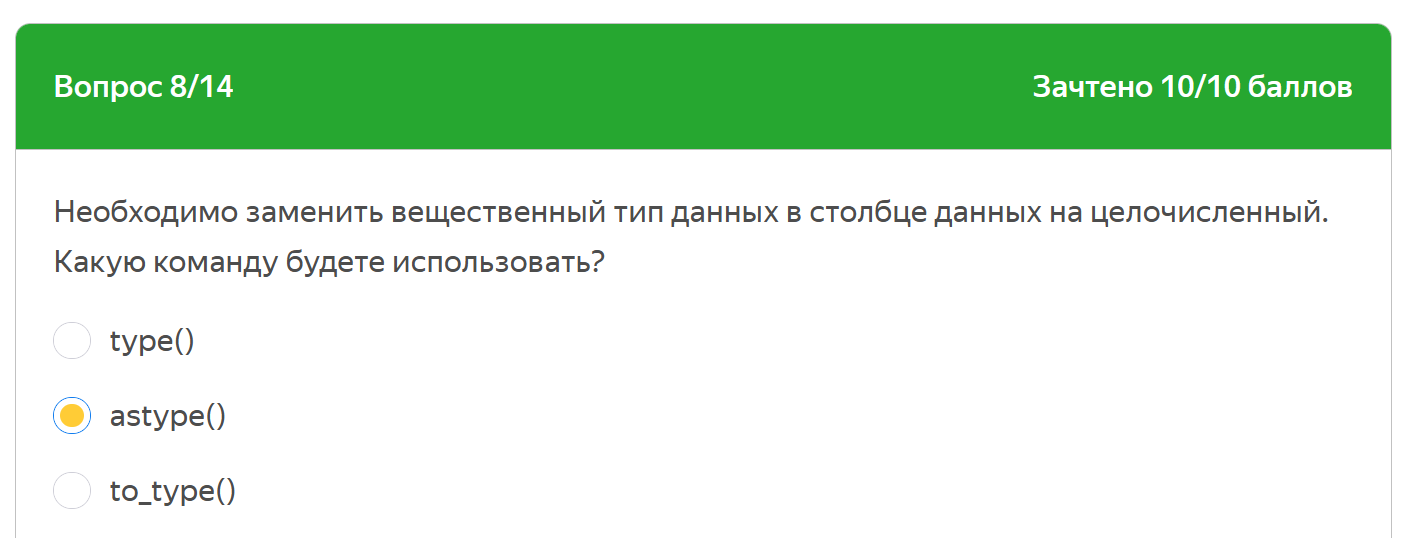 Вопрос 8/14
Зачтено 10/10 баллов
Необходимо заменить вещественный тип данных в столбце данных на целочисленный.
Какую команду будете использовать?
type()
astype()
to_type()